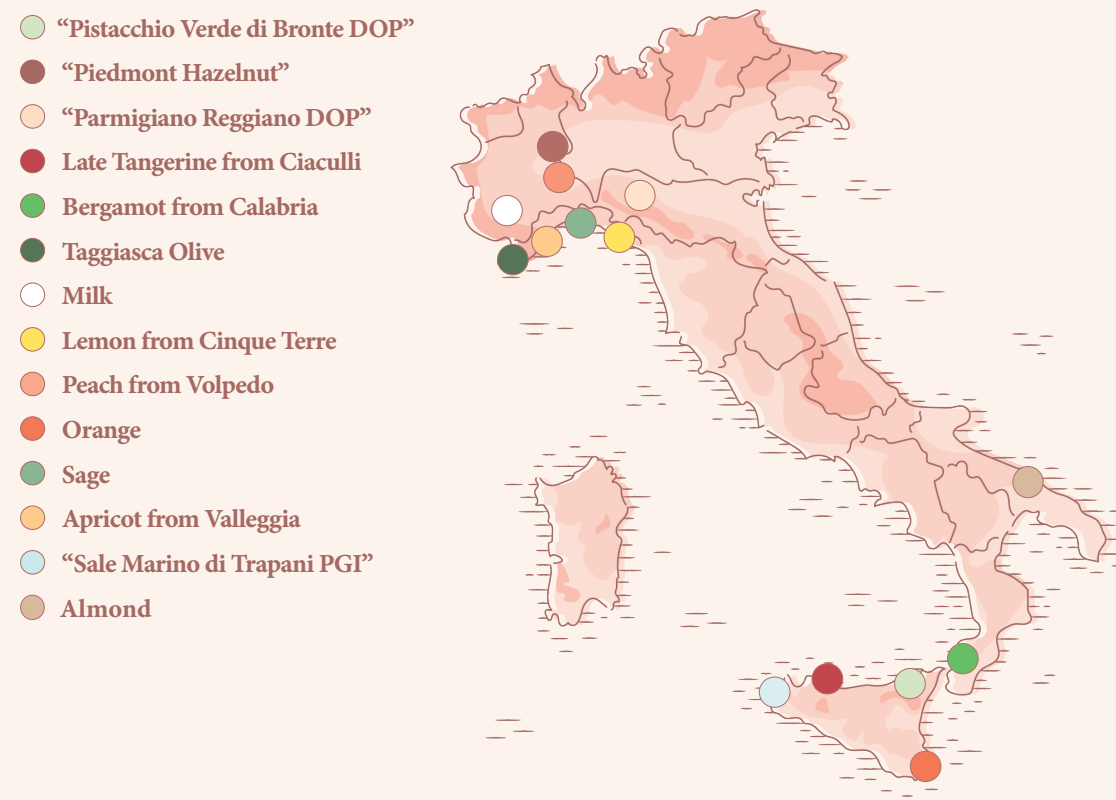 “Pistacchio Verde di Bronte DOP”
“Piedmont Hazelnut”
“Parmigiano Reggiano DOP”
Late Tangerine from Ciaculli
Bergamot from Calabria
Taggiasca Olive
Milk
Lemon from Cinque Terre
Peach from Volpedo
Orange
Sage
Apricot from Valleggia
“Sale Marino di Trapani PGI”
Almond